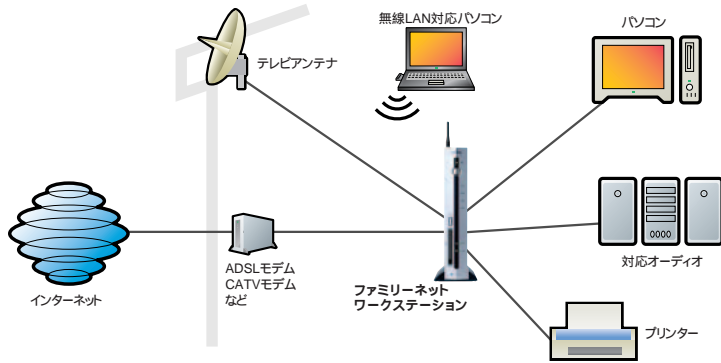 無線LAN対応パソコン
パソコン
テレビアンテナ
ADSLモデム
CATVモデム
など
インターネット
ファミリーネット
ワークステーション
対応オーディオ
プリンター